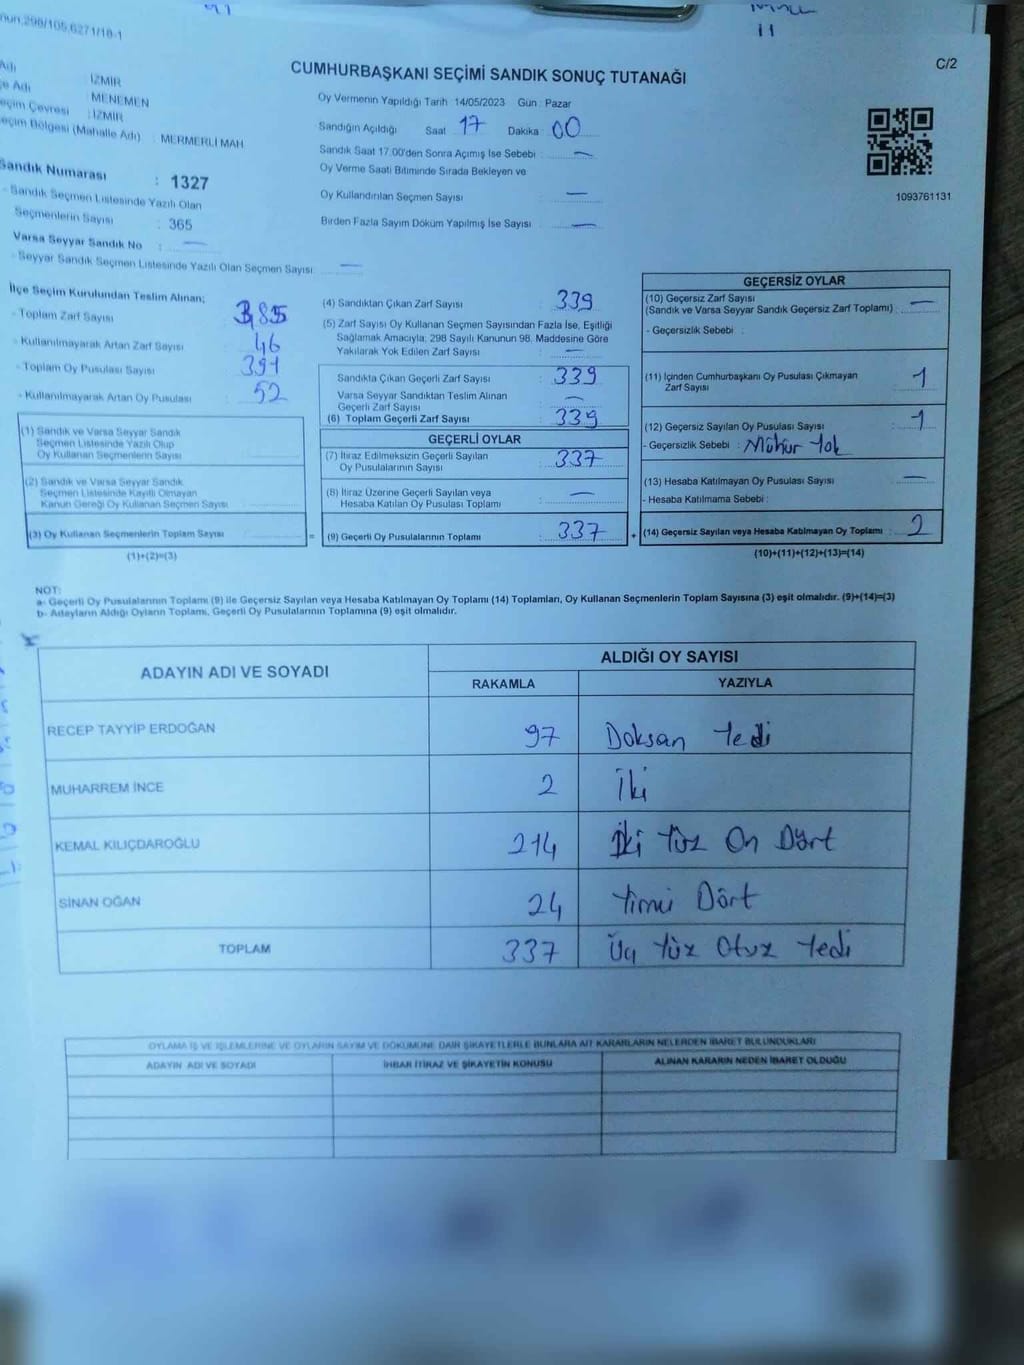 C/2
CUMHURBAŞKANI SEÇİMİ SANDIK SONUÇ TUTANAĞI
İZMİR
MENEMEN
İZMİR
Seçim Bölgesi (Mahalle Adı) : MERMERLİ MAH
Sandık Numarası : 1327
- Sandık Seçmen Listesinde Yazılı Olan
Seçmenlerin Sayısı : 365
Varsa Seyyar Sandık No : —
- Seyyar Sandık Seçmen Listesinde Yazılı Olan Seçmen Sayısı : —
Oy Vermenin Yapıldığı Tarih 14/05/2023 Gün : Pazar
Sandığın Açıldığı Saat 17 Dakika 00
Sandık Saat 17.00'den Sonra Açımış İse Sebebi : —
Oy Verme Saati Bitiminde Sırada Bekleyen ve
Oy Kullandırılan Seçmen Sayısı : —
Birden Fazla Sayım Döküm Yapılmış İse Sayısı : —
1093761131
İlçe Seçim Kurulundan Teslim Alınan;
- Toplam Zarf Sayısı : 385
- Kullanılmayarak Artan Zarf Sayısı : 46
- Toplam Oy Pusulası Sayısı : 391
- Kullanılmayarak Artan Oy Pusulası : 52
(1) Sandık ve Varsa Seyyar Sandık
Seçmen Listesinde Yazılı Olup
Oy Kullanan Seçmenlerin Sayısı :
(2) Sandık ve Varsa Seyyar Sandık
Seçmen Listesinde Kayıtlı Olmayan
Kanun Gereği Oy Kullanan Seçmen Sayısı :
(3) Oy Kullanan Seçmenlerin Toplam Sayısı :
(1)+(2)=(3)
(4) Sandıktan Çıkan Zarf Sayısı : 339
(5) Zarf Sayısı Oy Kullanan Seçmen Sayısından Fazla İse, Eşitliği
Sağlamak Amacıyla; 298 Sayılı Kanunun 98. Maddesine Göre
Yakılarak Yok Edilen Zarf Sayısı : —
Sandıkta Çıkan Geçerli Zarf Sayısı : 339
Varsa Seyyar Sandıktan Teslim Alınan
Geçerli Zarf Sayısı : —
(6) Toplam Geçerli Zarf Sayısı : 339
GEÇERLİ OYLAR
(7) İtiraz Edilmeksizin Geçerli Sayılan
Oy Pusulalarının Sayısı : 337
(8) İtiraz Üzerine Geçerli Sayılan veya
Hesaba Katılan Oy Pusulası Toplamı : —
= (9) Geçerli Oy Pusulalarının Toplamı : 337
GEÇERSİZ OYLAR
(10) Geçersiz Zarf Sayısı
(Sandık ve Varsa Seyyar Sandık Geçersiz Zarf Toplamı) : —
- Geçersizlik Sebebi :
(11) İçinden Cumhurbaşkanı Oy Pusulası Çıkmayan
Zarf Sayısı : 1
(12) Geçersiz Sayılan Oy Pusulası Sayısı : 1
- Geçersizlik Sebebi : Mühür Yok
(13) Hesaba Katılmayan Oy Pusulası Sayısı : —
- Hesaba Katılmama Sebebi :
+ (14) Geçersiz Sayılan veya Hesaba Katılmayan Oy Toplamı : 2
(10)+(11)+(12)+(13)=(14)
NOT:
a- Geçerli Oy Pusulalarının Toplamı (9) ile Geçersiz Sayılan veya Hesaba Katılmayan Oy Toplamı (14) Toplamları, Oy Kullanan Seçmenlerin Toplam Sayısına (3) eşit olmalıdır. (9)+(14)=(3)
b- Adayların Aldığı Oyların Toplamı, Geçerli Oy Pusulalarının Toplamına (9) eşit olmalıdır.
ADAYIN ADI VE SOYADI
ALDIĞI OY SAYISI
RAKAMLA YAZIYLA
RECEP TAYYİP ERDOĞAN 97 Doksan Yedi
MUHARREM İNCE 2 İki
KEMAL KILIÇDAROĞLU 214 İki Yüz On Dört
SİNAN OĞAN 24 Yirmi Dört
TOPLAM 337 Üç Yüz Otuz Yedi
OYLAMA İŞ VE İŞLEMLERİNE VE OYLARIN SAYIM VE DÖKÜMÜNE DAİR ŞİKAYETLERLE BUNLARA AİT KARARLARIN NELERDEN İBARET BULUNDUKLARI
ADAYIN ADI VE SOYADI İHBAR İTİRAZ VE ŞİKAYETİN KONUSU ALINAN KARARIN NEDEN İBARET OLDUĞU